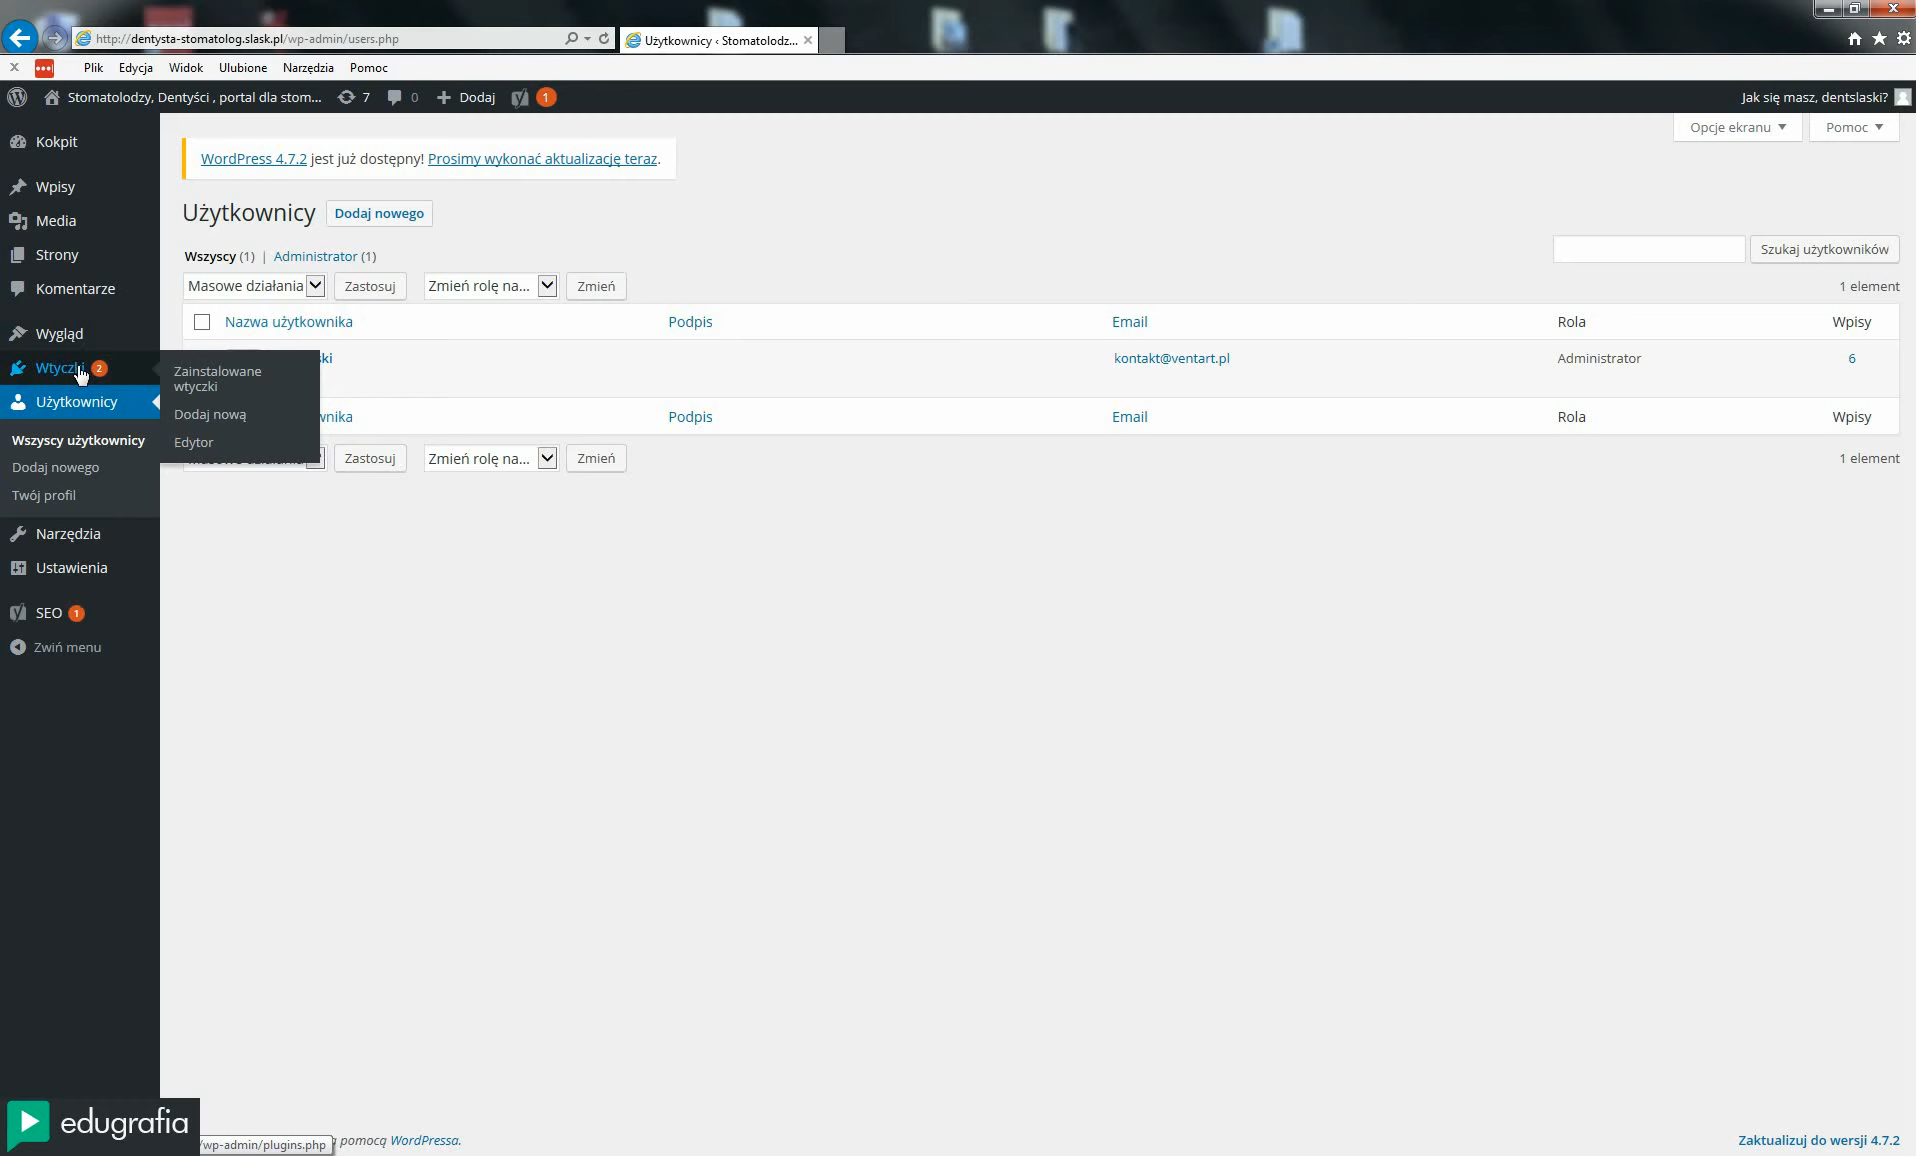 http://dentysta-stomatolog.slask.pl/wp-admin/users.php
Użytkownicy ‹ Stomatolodz...
Plik Edycja Widok Ulubione Narzędzia Pomoc
Stomatolodzy, Dentyści , portal dla stom... 7 0 Dodaj 1
Jak się masz, dentslaski?
Opcje ekranu Pomoc
Kokpit
Wpisy
Media
Strony
Komentarze
Wygląd
Wtyczki 2
Użytkownicy
Wszyscy użytkownicy
Dodaj nowego
Twój profil
Narzędzia
Ustawienia
SEO 1
Zwiń menu
Zainstalowane
wtyczki
Dodaj nową
Edytor
WordPress 4.7.2 jest już dostępny! Prosimy wykonać aktualizację teraz.
Użytkownicy Dodaj nowego
Wszyscy (1) | Administrator (1)
Szukaj użytkowników
Masowe działania Zastosuj Zmień rolę na... Zmień
1 element
Nazwa użytkownika Podpis Email Rola Wpisy
ski kontakt@ventart.pl Administrator 6
wnika Podpis Email Rola Wpisy
Zastosuj Zmień rolę na... Zmień
1 element
edugrafia
/wp-admin/plugins.php
pomocą WordPressa.
Zaktualizuj do wersji 4.7.2